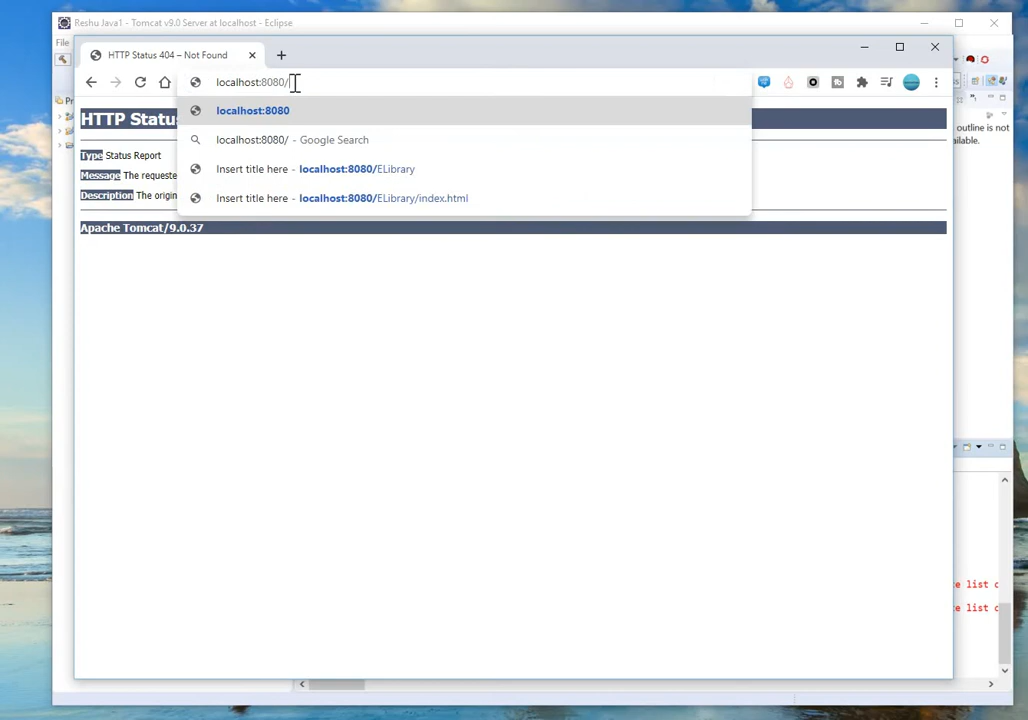 Reshu Java1 - Tomcat v9.0 Server at localhost - Eclipse
File
HTTP Status 404 – Not Found
localhost:8080/
localhost:8080
localhost:8080/ - Google Search
Insert title here - localhost:8080/ELibrary
Insert title here - localhost:8080/ELibrary/index.html
HTTP Statu
Type Status Report
Message The requeste
Description The origin
Apache Tomcat/9.0.37
Pr
outline is not
ailable.
e list c
e list c